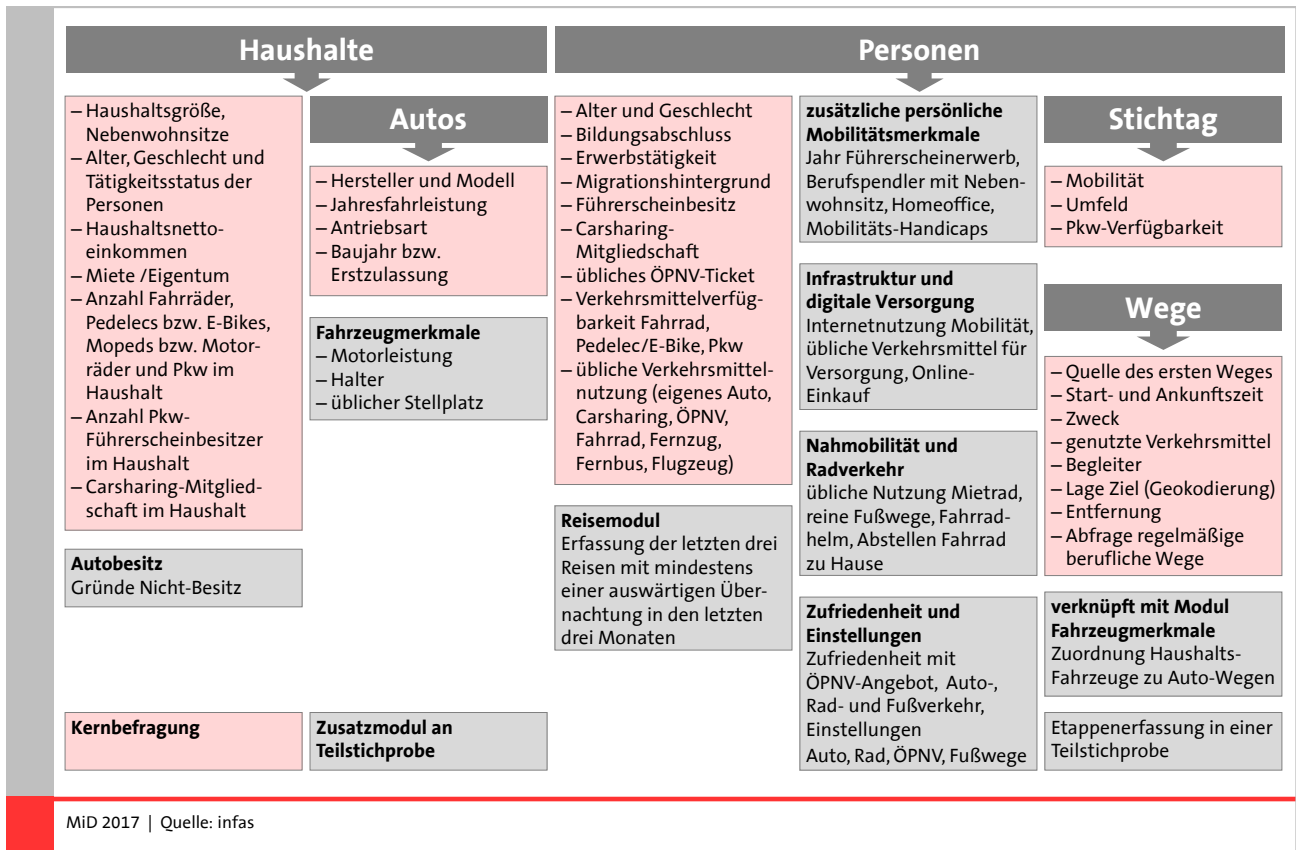 Haushalte
– Haushaltsgröße,
Nebenwohnsitze
– Alter, Geschlecht und
Tätigkeitsstatus der
Personen
– Haushaltsnetto-
einkommen
– Miete /Eigentum
– Anzahl Fahrräder,
Pedelecs bzw. E-Bikes,
Mopeds bzw. Motor-
räder und Pkw im
Haushalt
– Anzahl Pkw-
Führerscheinbesitzer
im Haushalt
– Carsharing-Mitglied-
schaft im Haushalt
Autobesitz
Gründe Nicht-Besitz
Kernbefragung
Autos
– Hersteller und Modell
– Jahresfahrleistung
– Antriebsart
– Baujahr bzw.
Erstzulassung
Fahrzeugmerkmale
– Motorleistung
– Halter
– üblicher Stellplatz
Zusatzmodul an
Teilstichprobe
Personen
– Alter und Geschlecht
– Bildungsabschluss
– Erwerbstätigkeit
– Migrationshintergrund
– Führerscheinbesitz
– Carsharing-
Mitgliedschaft
– übliches ÖPNV-Ticket
– Verkehrsmittelverfüg-
barkeit Fahrrad,
Pedelec/E-Bike, Pkw
– übliche Verkehrsmittel-
nutzung (eigenes Auto,
Carsharing, ÖPNV,
Fahrrad, Fernzug,
Fernbus, Flugzeug)
Reisemodul
Erfassung der letzten drei
Reisen mit mindestens
einer auswärtigen Über-
nachtung in den letzten
drei Monaten
zusätzliche persönliche
Mobilitätsmerkmale
Jahr Führerscheinerwerb,
Berufspendler mit Neben-
wohnsitz, Homeoffice,
Mobilitäts-Handicaps
Infrastruktur und
digitale Versorgung
Internetnutzung Mobilität,
übliche Verkehrsmittel für
Versorgung, Online-
Einkauf
Nahmobilität und
Radverkehr
übliche Nutzung Mietrad,
reine Fußwege, Fahrrad-
helm, Abstellen Fahrrad
zu Hause
Zufriedenheit und
Einstellungen
Zufriedenheit mit
ÖPNV-Angebot, Auto-,
Rad- und Fußverkehr,
Einstellungen
Auto, Rad, ÖPNV, Fußwege
Stichtag
– Mobilität
– Umfeld
– Pkw-Verfügbarkeit
Wege
– Quelle des ersten Weges
– Start- und Ankunftszeit
– Zweck
– genutzte Verkehrsmittel
– Begleiter
– Lage Ziel (Geokodierung)
– Entfernung
– Abfrage regelmäßige
berufliche Wege
verknüpft mit Modul
Fahrzeugmerkmale
Zuordnung Haushalts-
Fahrzeuge zu Auto-Wegen
Etappenerfassung in einer
Teilstichprobe
MiD 2017 | Quelle: infas